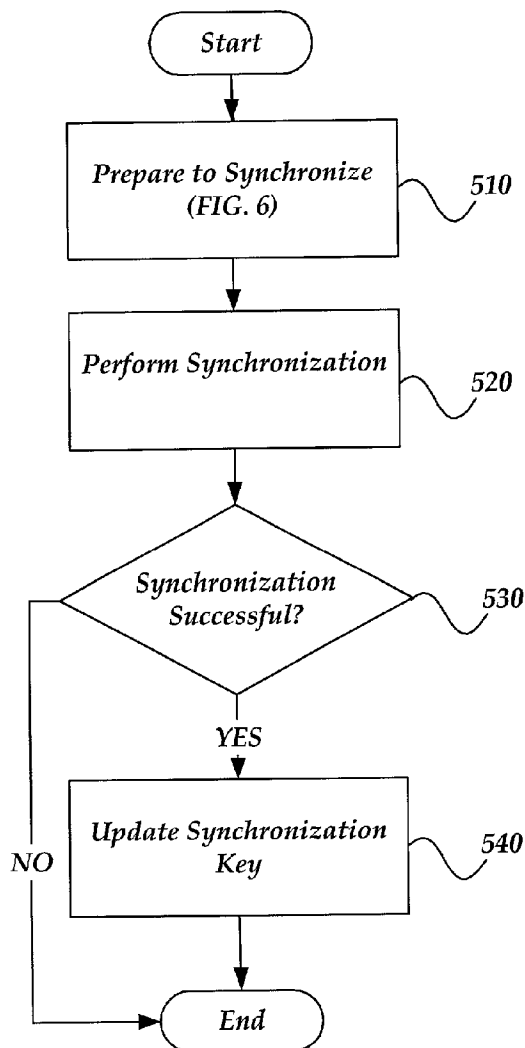 Start
Prepare to Synchronize
(FIG. 6)
510
Perform Synchronization
520
Synchronization
Successful?
530
YES
Update Synchronization
Key
540
NO
End